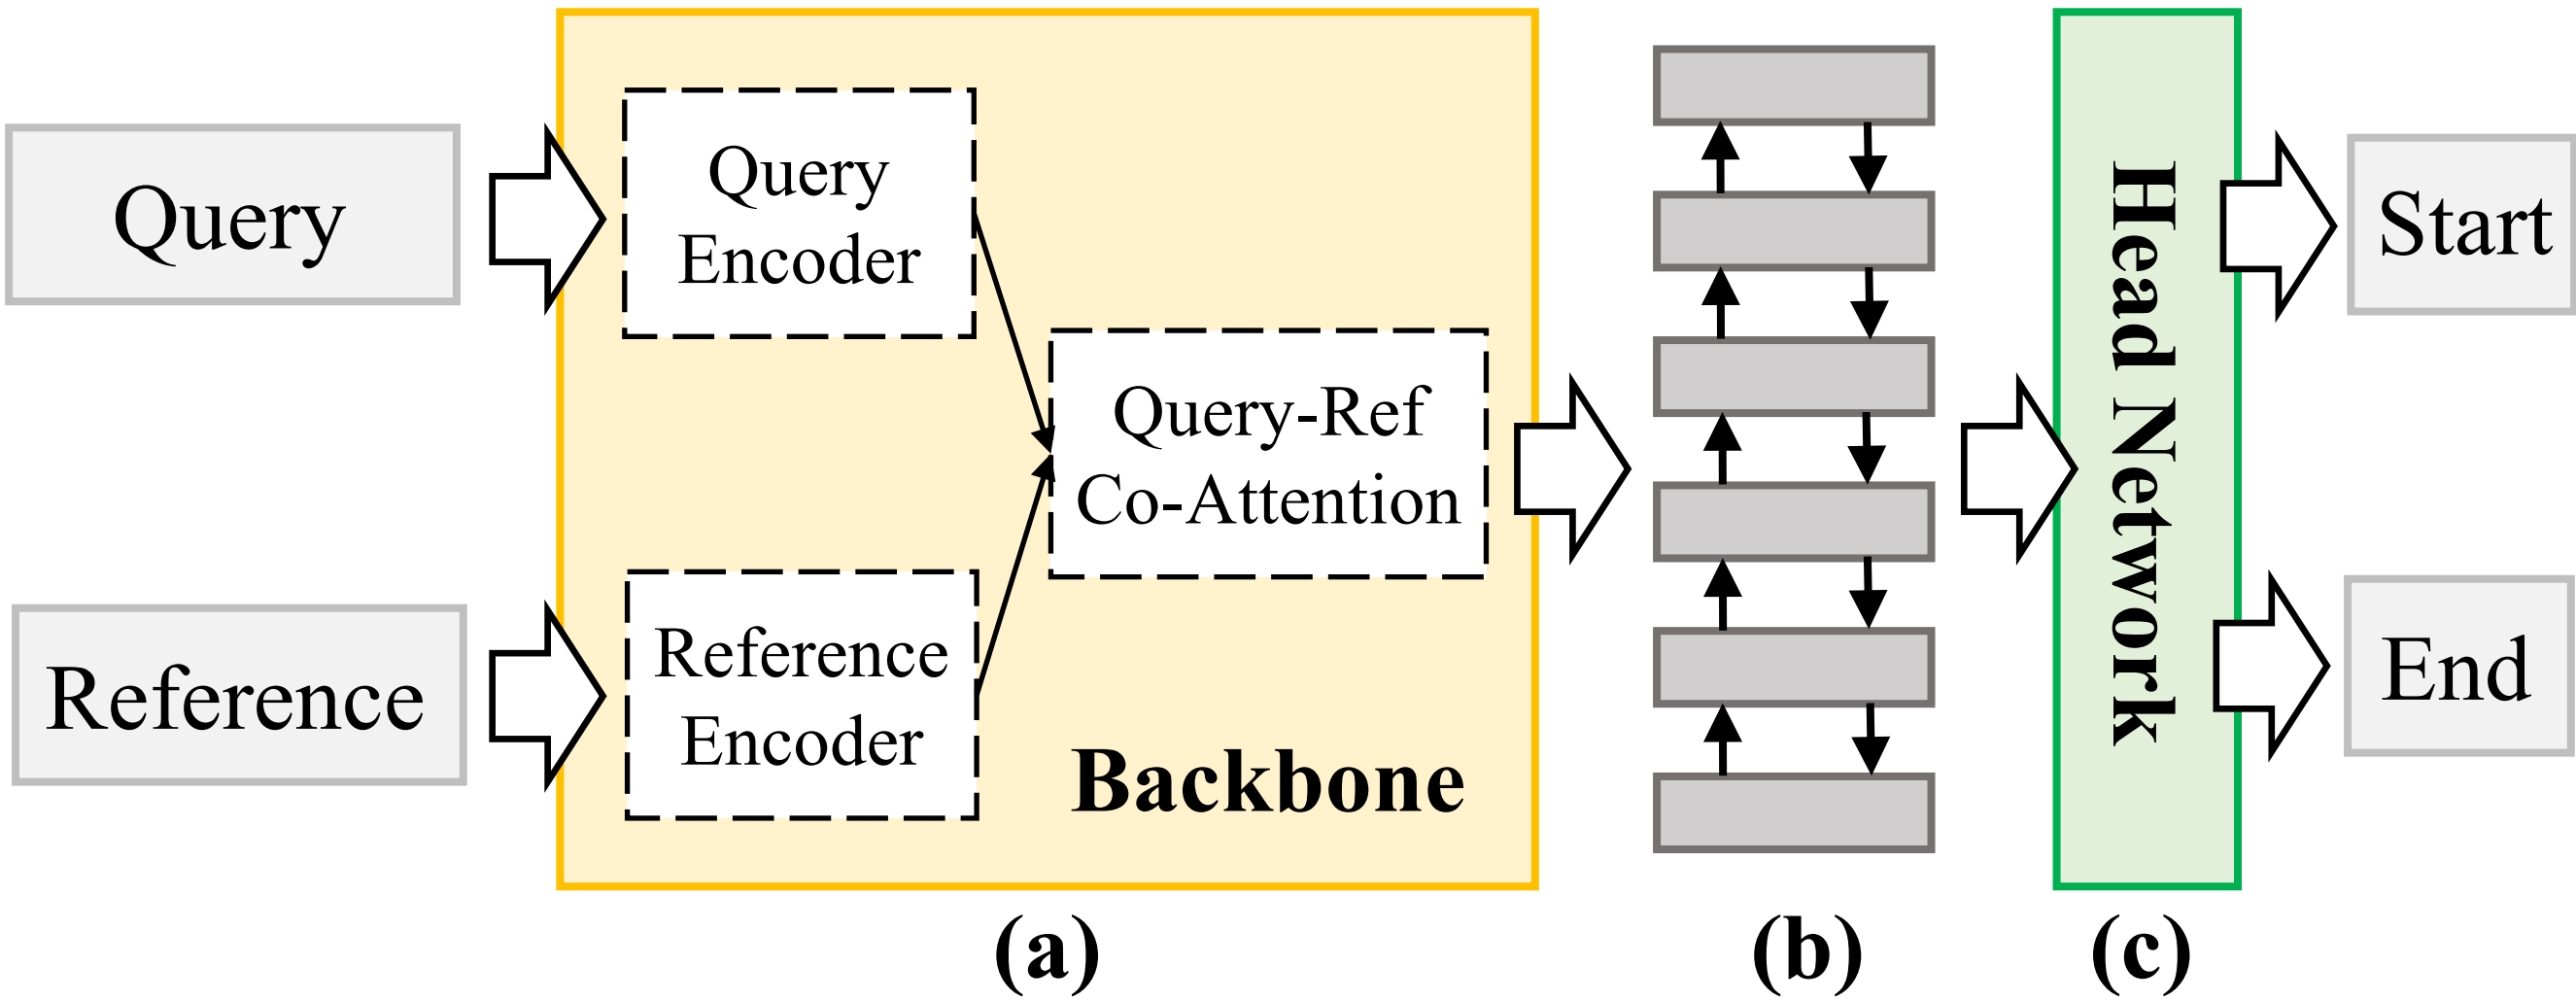 Query
Reference
Query
Encoder
Reference
Encoder
Query-Ref
Co-Attention
Backbone
Head Network
Start
End
(a)
(b)
(c)